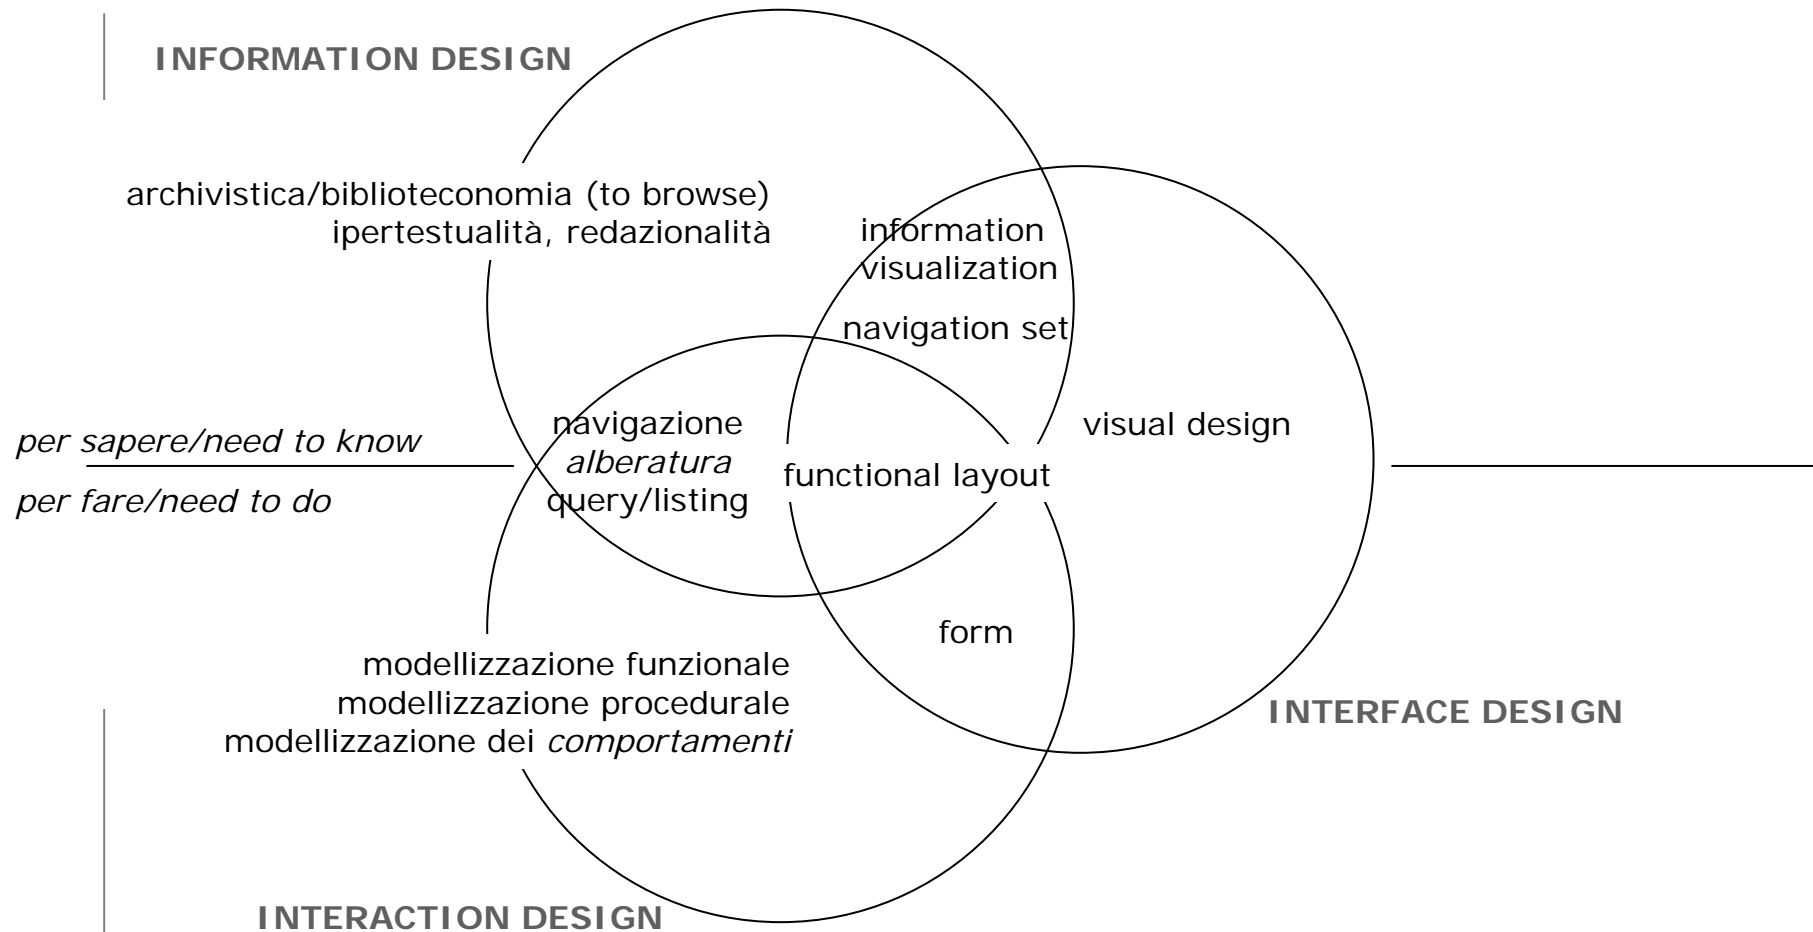 INFORMATION DESIGN
archivistica/biblioteconomia (to browse)
ipertestualità, redazionalità
information
visualization
navigation set
navigazione
alberatura
query/listing
functional layout
visual design
per sapere/need to know
per fare/need to do
form
modellizzazione funzionale
modellizzazione procedurale
modellizzazione dei comportamenti
INTERFACE DESIGN
INTERACTION DESIGN